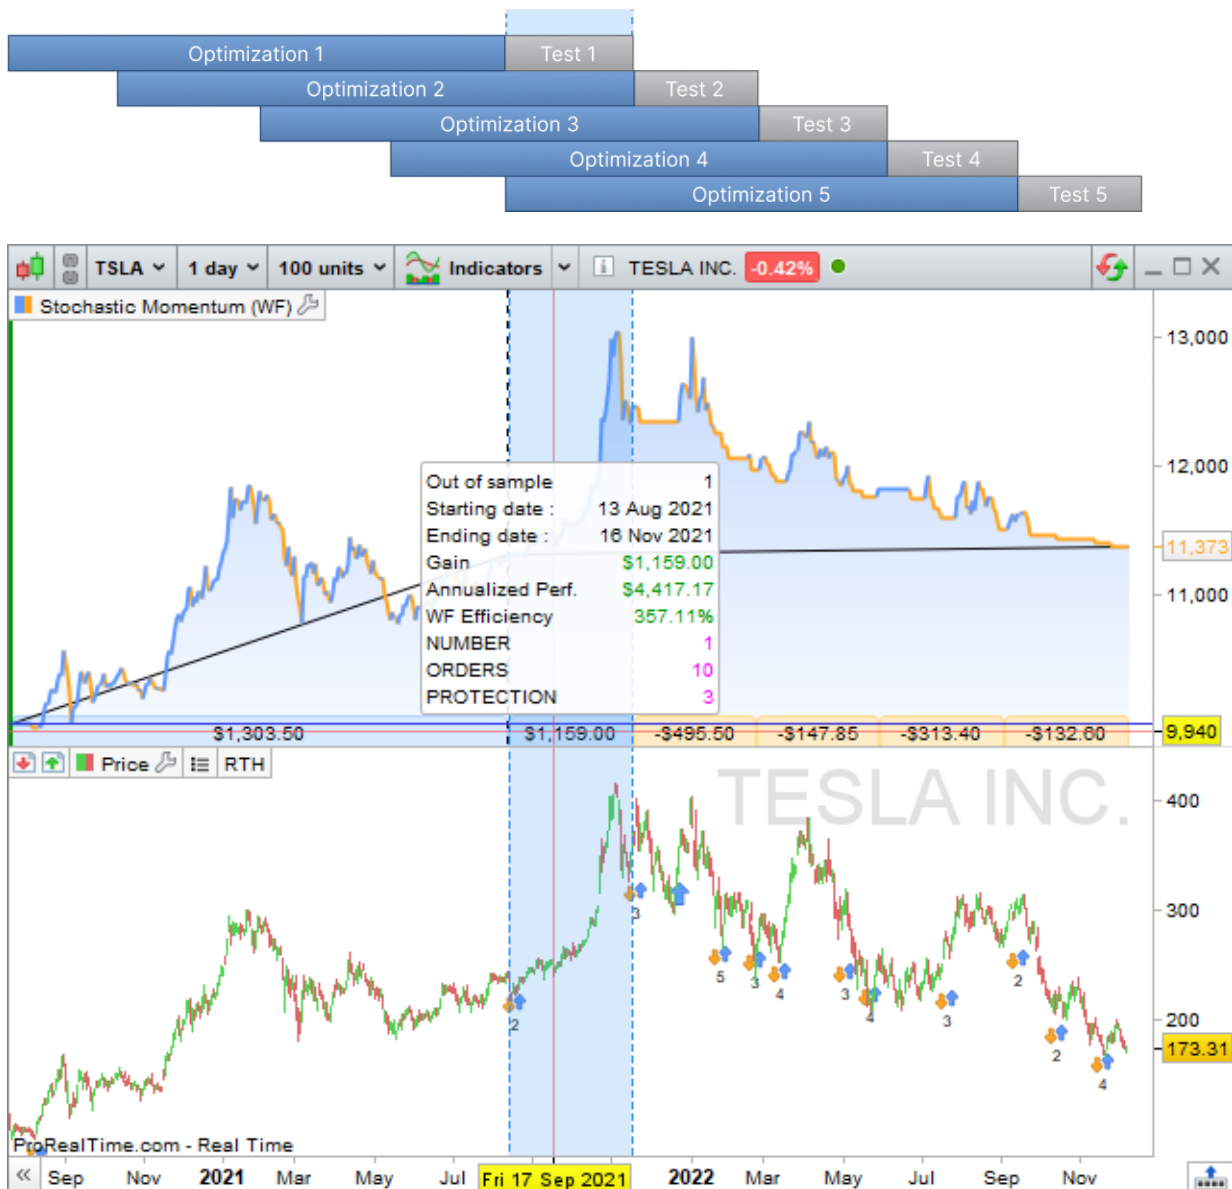 Optimization 1 Test 1
Optimization 2 Test 2
Optimization 3 Test 3
Optimization 4 Test 4
Optimization 5 Test 5
TSLA 1 day 100 units Indicators i TESLA INC. -0.42%
Stochastic Momentum (WF)
13,000
12,000
11,373
11,000
Out of sample 1
Starting date : 13 Aug 2021
Ending date : 16 Nov 2021
Gain $1,159.00
Annualized Perf. $4,417.17
WF Efficiency 357.11%
NUMBER 1
ORDERS 10
PROTECTION 3
$1,303.50 $1,159.00 -$495.50 -$147.85 -$313.40 -$132.60 9,940
Price RTH
TESLA INC.
400
300
200
173.31
2 3 5 3 4 3 4 3 2 2 4
ProRealTime.com - Real Time
Sep Nov 2021 Mar May Jul Fri 17 Sep 2021 2022 Mar May Jul Sep Nov